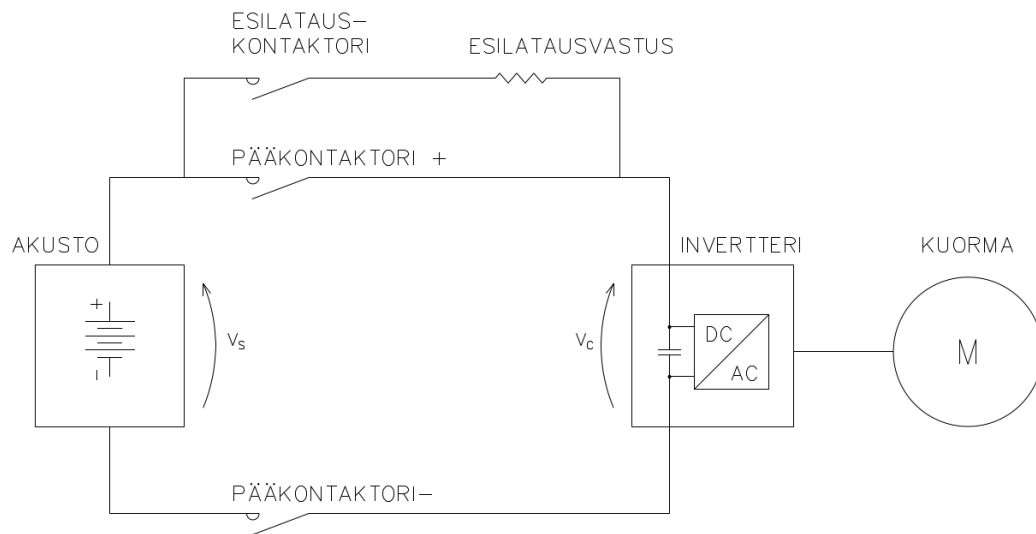 ESILATAUS-
KONTAKTORI
ESILATAUSVASTUS
PÄÄKONTAKTORI +
AKUSTO
INVERTTERI
KUORMA
+
-
Vs
Vc
DC
AC
M
PÄÄKONTAKTORI-